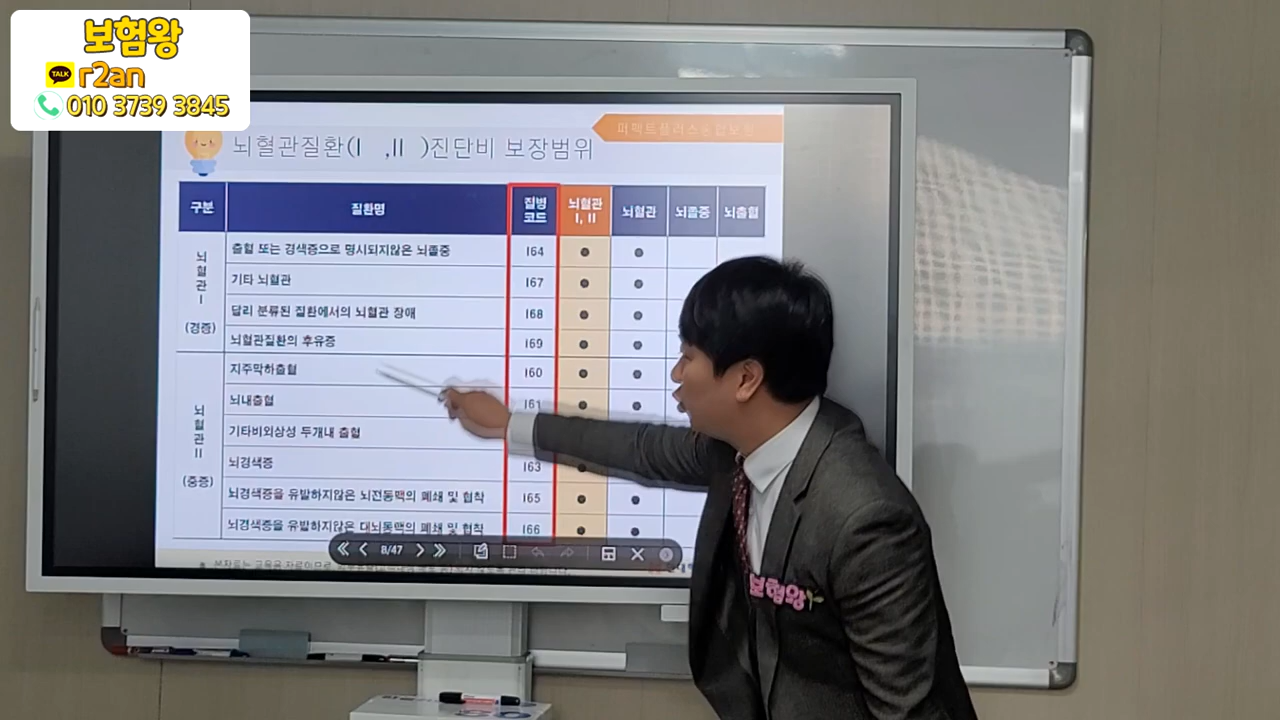 보험왕
TALK r2an
010 3739 3845
퍼펙트플러스종합보험
뇌혈관질환(Ⅰ ,Ⅱ )진단비 보장범위
구분 질환명 질병코드 뇌혈관 Ⅰ, Ⅱ 뇌혈관 뇌졸중 뇌출혈
뇌혈관Ⅰ (경증)
출혈 또는 경색증으로 명시되지않은 뇌졸중 I64 ● ●
기타 뇌혈관 I67 ● ●
달리 분류된 질환에서의 뇌혈관 장애 I68 ● ●
뇌혈관질환의 후유증 I69 ● ●
뇌혈관Ⅱ (중증)
지주막하출혈 I60 ● ●
뇌내출혈 I61 ● ●
기타비외상성 두개내 출혈
뇌경색증 I63 ●
뇌경색증을 유발하지않은 뇌전동맥의 폐쇄 및 협착 I65 ● ●
뇌경색증을 유발하지않은 대뇌동맥의 폐쇄 및 협착 I66 ● ●
8/47
보험왕